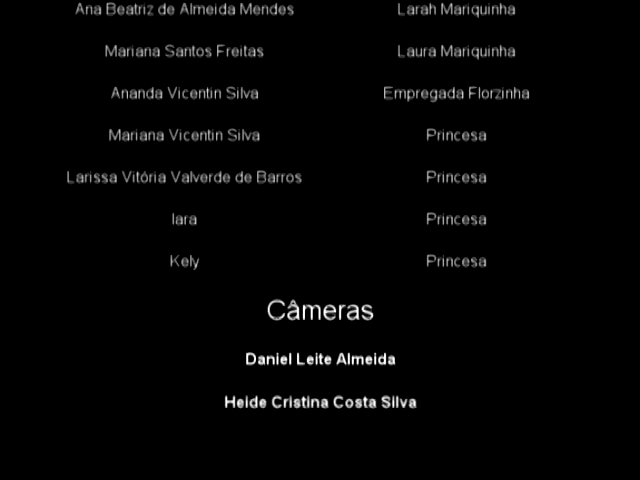 Ana Beatriz de Almeida Mendes Larah Mariquinha
Mariana Santos Freitas Laura Mariquinha
Ananda Vicentin Silva Empregada Florzinha
Mariana Vicentin Silva Princesa
Larissa Vitória Valverde de Barros Princesa
Iara Princesa
Kely Princesa
Câmeras
Daniel Leite Almeida
Heide Cristina Costa Silva